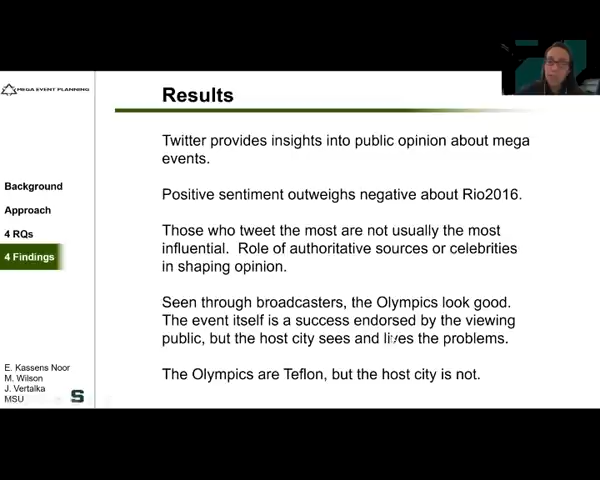 MEGA EVENT PLANNING
Results
Twitter provides insights into public opinion about mega
events.
Positive sentiment outweighs negative about Rio2016.
Those who tweet the most are not usually the most
influential. Role of authoritative sources or celebrities
in shaping opinion.
Seen through broadcasters, the Olympics look good.
The event itself is a success endorsed by the viewing
public, but the host city sees and lives the problems.
The Olympics are Teflon, but the host city is not.
Background
Approach
4 RQs
4 Findings
E. Kassens Noor
M. Wilson
J. Vertalka
MSU
S